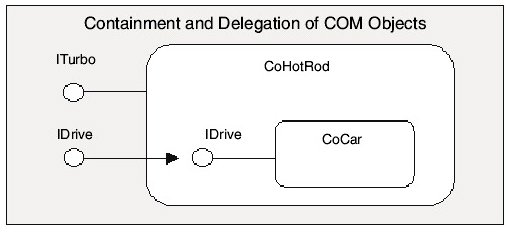 Containment and Delegation of COM Objects
ITurbo
CoHotRod
IDrive
IDrive
CoCar